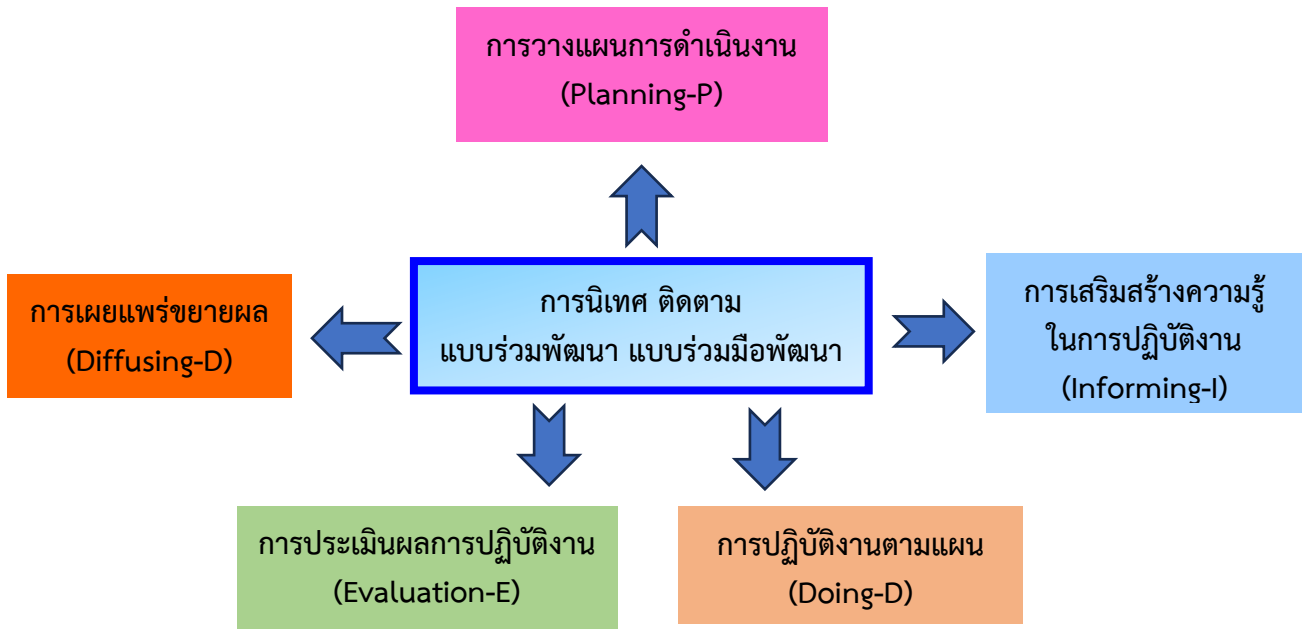 การวางแผนการดำเนินงาน
(Planning-P)
การนิเทศ ติดตาม
แบบร่วมพัฒนา แบบร่วมมือพัฒนา
การเสริมสร้างความรู้
ในการปฏิบัติงาน
(Informing-I)
การเผยแพร่ขยายผล
(Diffusing-D)
การประเมินผลการปฏิบัติงาน
(Evaluation-E)
การปฏิบัติงานตามแผน
(Doing-D)